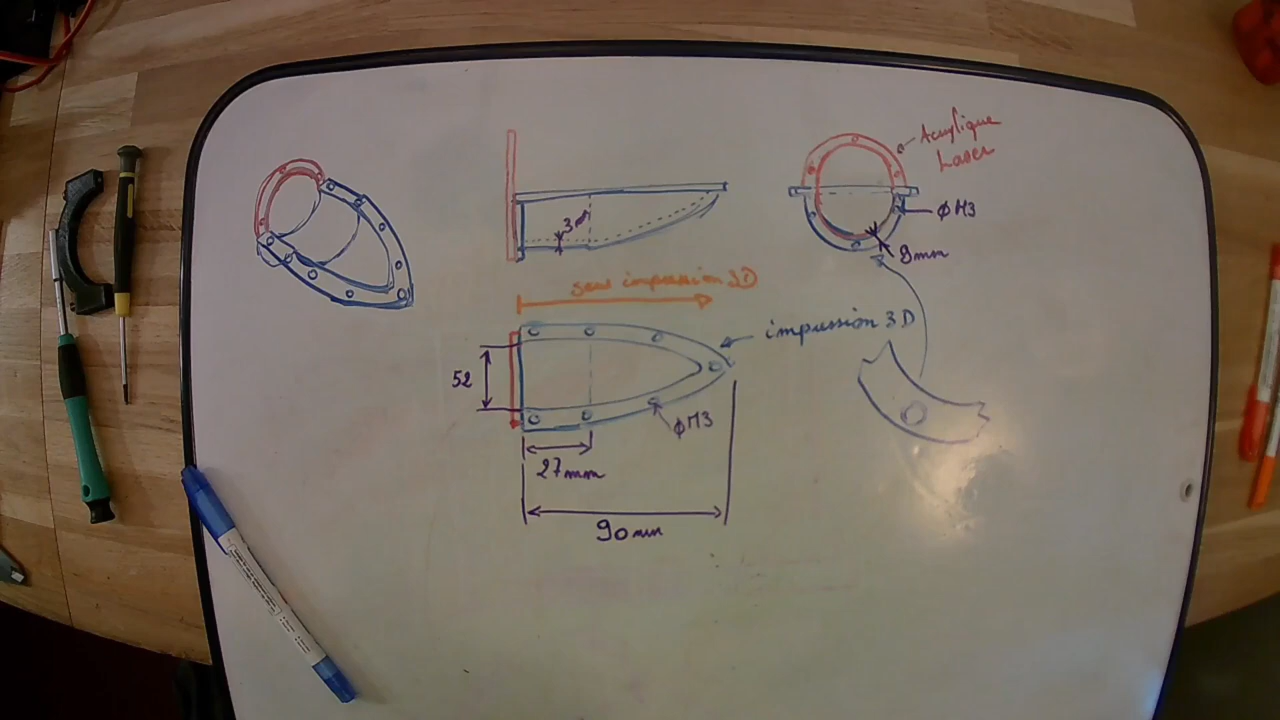 Acrylique
Laser
3
φM3
8mm
sens impression 3D
impression 3D
52
φM3
27mm
90mm